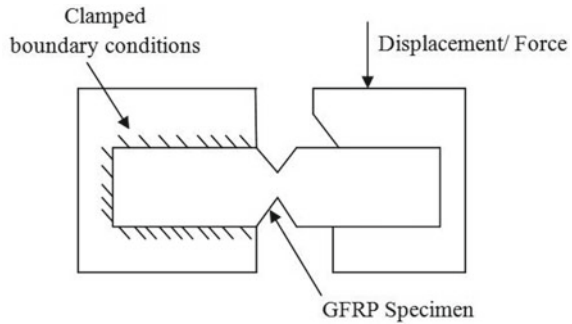 Clamped
boundary conditions
Displacement/ Force
GFRP Specimen